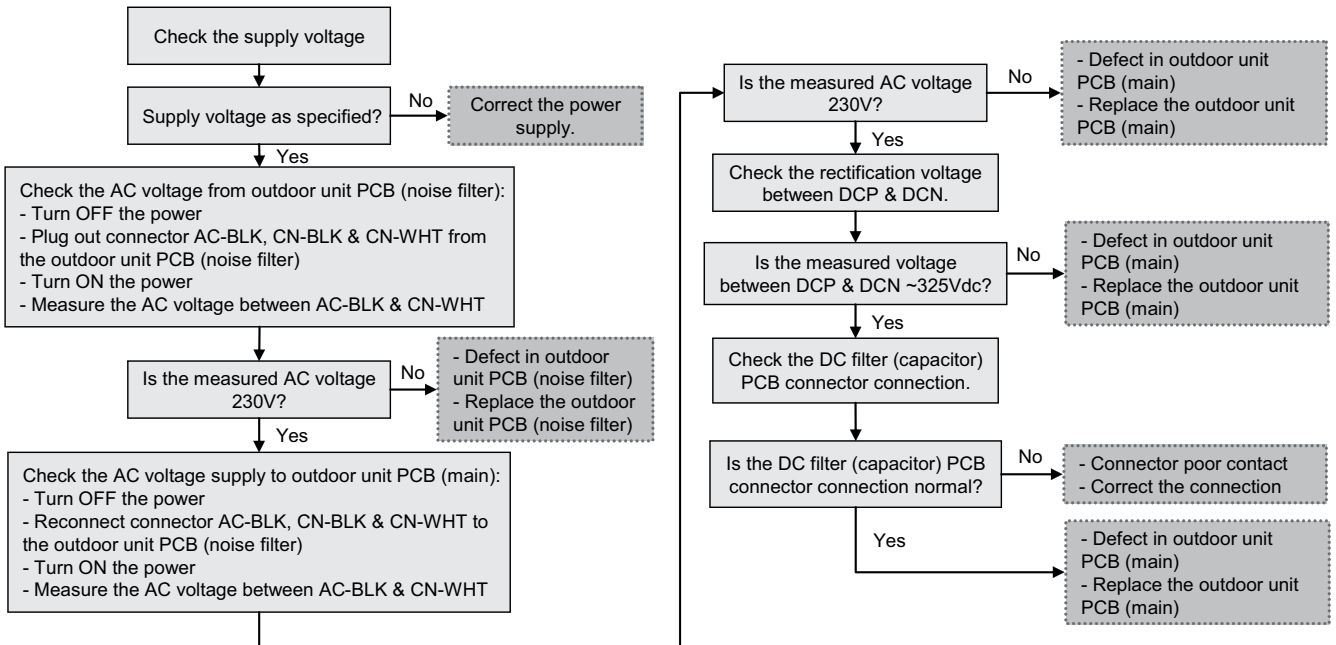 Check the supply voltage
Supply voltage as specified?
No
Correct the power
supply.
Yes
Check the AC voltage from outdoor unit PCB (noise filter):
- Turn OFF the power
- Plug out connector AC-BLK, CN-BLK & CN-WHT from
the outdoor unit PCB (noise filter)
- Turn ON the power
- Measure the AC voltage between AC-BLK & CN-WHT
Is the measured AC voltage
230V?
No
- Defect in outdoor
unit PCB (noise filter)
- Replace the outdoor
unit PCB (noise filter)
Yes
Check the AC voltage supply to outdoor unit PCB (main):
- Turn OFF the power
- Reconnect connector AC-BLK, CN-BLK & CN-WHT to
the outdoor unit PCB (noise filter)
- Turn ON the power
- Measure the AC voltage between AC-BLK & CN-WHT
Is the measured AC voltage
230V?
No
- Defect in outdoor unit
PCB (main)
- Replace the outdoor unit
PCB (main)
Yes
Check the rectification voltage
between DCP & DCN.
Is the measured voltage
between DCP & DCN ~325Vdc?
No
- Defect in outdoor unit
PCB (main)
- Replace the outdoor unit
PCB (main)
Yes
Check the DC filter (capacitor)
PCB connector connection.
Is the DC filter (capacitor) PCB
connector connection normal?
No
- Connector poor contact
- Correct the connection
Yes
- Defect in outdoor unit
PCB (main)
- Replace the outdoor unit
PCB (main)